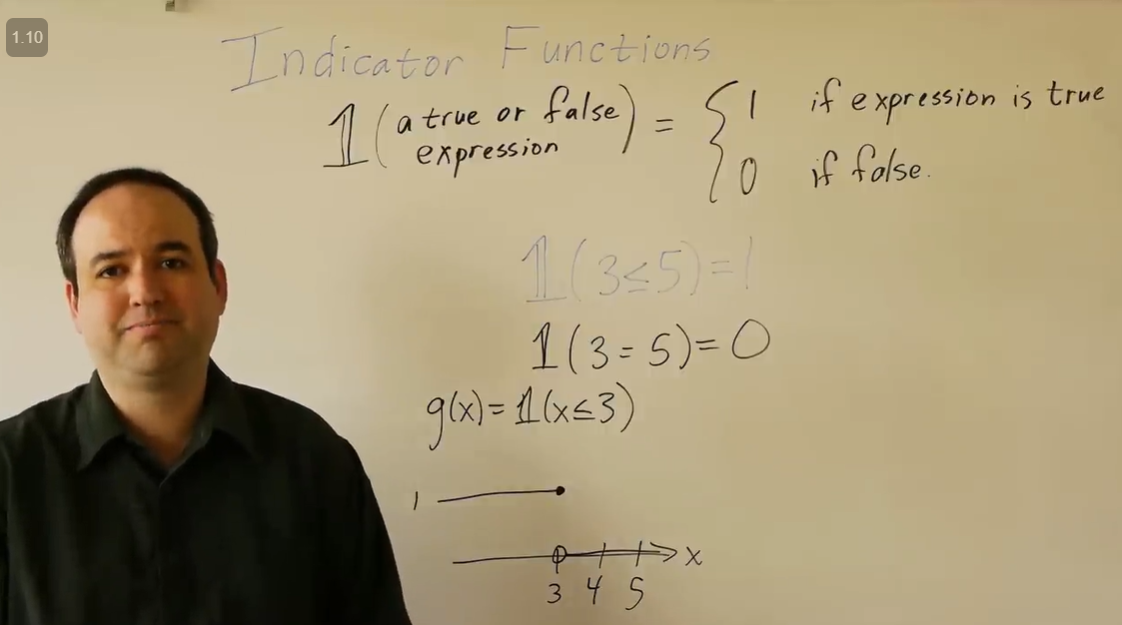 1.10
Indicator Functions
𝟙(a true or false expression) = { 1 if expression is true
0 if false.
𝟙(3≤5)=1
𝟙(3=5)=0
g(x)=𝟙(x≤3)
1
x
3 4 5